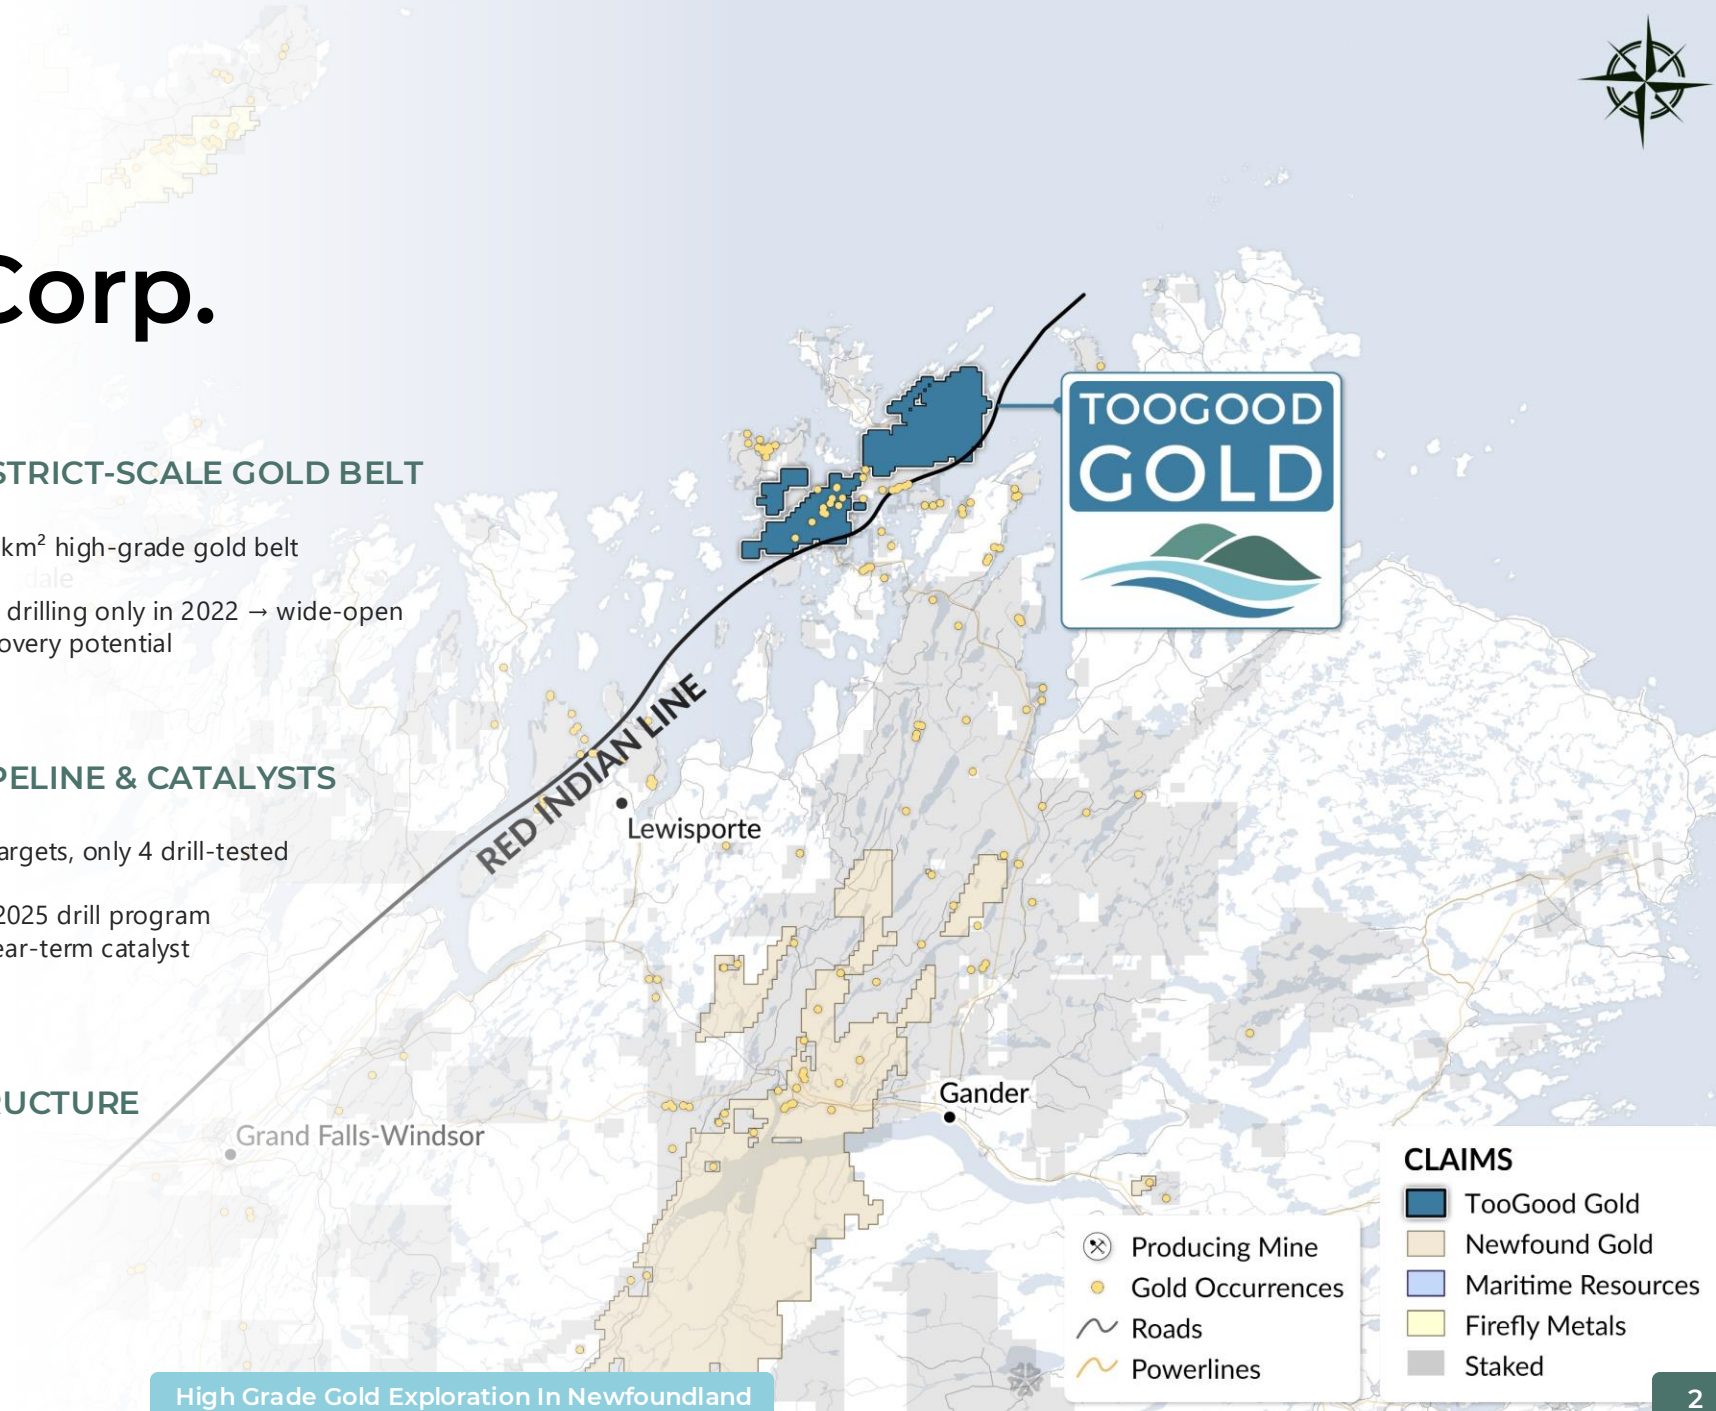 Corp.
STRICT-SCALE GOLD BELT
km² high-grade gold belt
dale
drilling only in 2022 → wide-open
overy potential
PELINE & CATALYSTS
argets, only 4 drill-tested
2025 drill program
ear-term catalyst
RUCTURE
TOOGOOD
GOLD
RED INDIAN LINE
Lewisporte
Gander
Grand Falls-Windsor
Producing Mine
Gold Occurrences
Roads
Powerlines
CLAIMS
TooGood Gold
Newfound Gold
Maritime Resources
Firefly Metals
Staked
High Grade Gold Exploration In Newfoundland
2